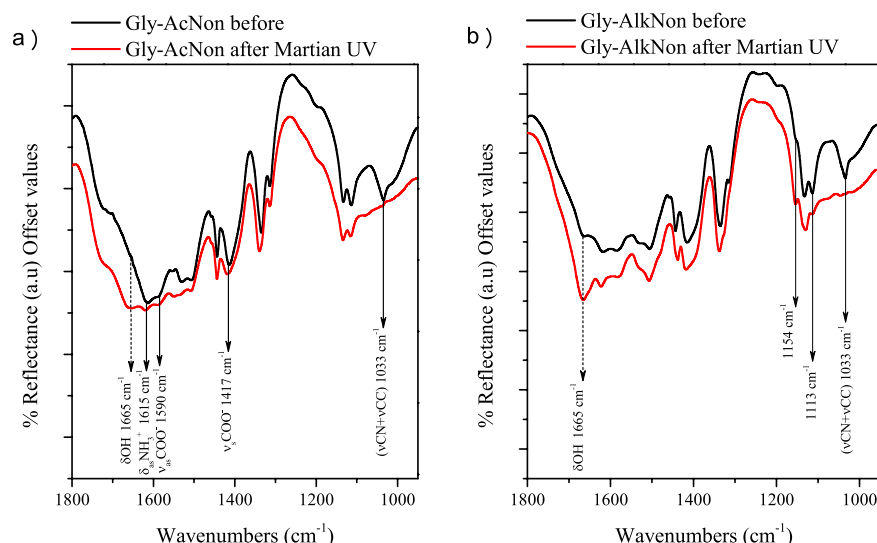 a )
Gly-AcNon before
Gly-AcNon after Martian UV
% Reflectance (a.u) Offset values
δOH 1665 cm-1
δasNH3+ 1615 cm-1
νasCOO- 1590 cm-1
νsCOO- 1417 cm-1
(νCN+νCC) 1033 cm-1
1800 1600 1400 1200 1000
Wavenumbers (cm-1)
b )
Gly-AlkNon before
Gly-AlkNon after Martian UV
% Reflectance (a.u) Offset values
δOH 1665 cm-1
1154 cm-1
1113 cm-1
(νCN+νCC) 1033 cm-1
1800 1600 1400 1200 1000
Wavenumbers (cm-1)